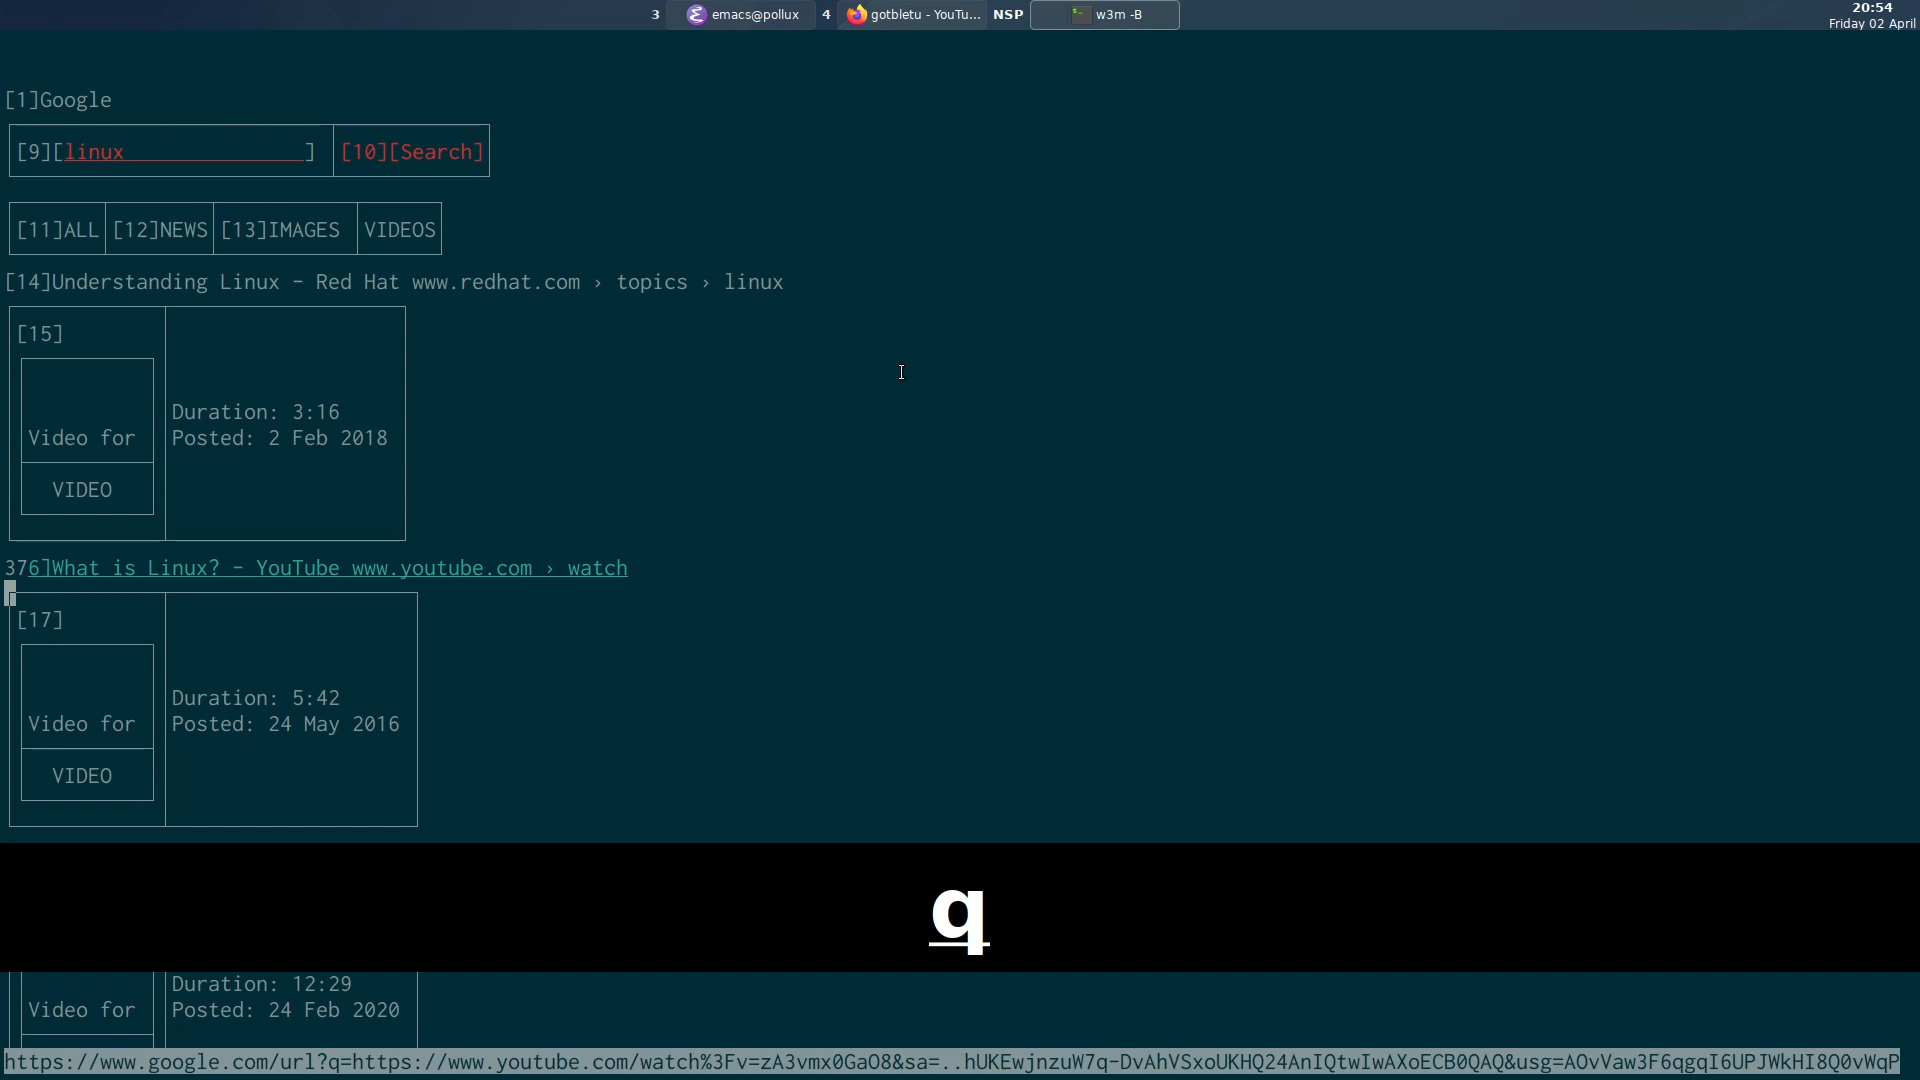 3 emacs@pollux 4 gotbletu - YouTu... NSP w3m -B 20:54
Friday 02 April
[1]Google
[9][linux ] [10][Search]
[11]ALL [12]NEWS [13]IMAGES VIDEOS
[14]Understanding Linux - Red Hat www.redhat.com › topics › linux
[15]
Duration: 3:16
Video for Posted: 2 Feb 2018
VIDEO
376]What is Linux? - YouTube www.youtube.com › watch
[17]
Duration: 5:42
Video for Posted: 24 May 2016
VIDEO
q
Duration: 12:29
Video for Posted: 24 Feb 2020
https://www.google.com/url?q=https://www.youtube.com/watch%3Fv=zA3vmx0GaO8&sa=..hUKEwjnzuW7q-DvAhVSxoUKHQ24AnIQtwIwAXoECB0QAQ&usg=AOvVaw3F6qgqI6UPJWkHI8Q0vWqP